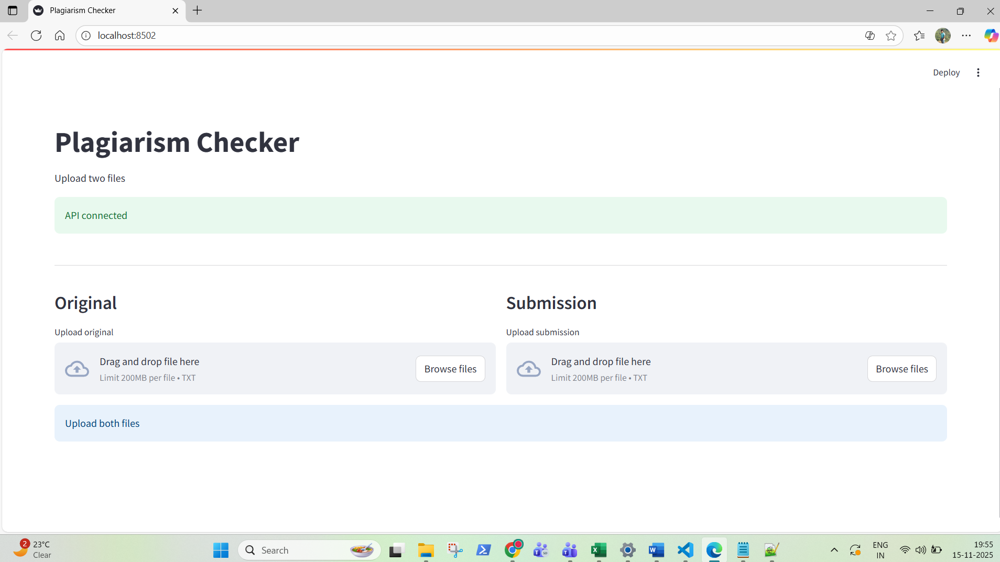 Plagiarism Checker
localhost:8502
Deploy
Plagiarism Checker
Upload two files
API connected
Original
Submission
Upload original
Upload submission
Drag and drop file here
Limit 200MB per file • TXT
Browse files
Drag and drop file here
Limit 200MB per file • TXT
Browse files
Upload both files
2
23°C
Clear
Search
ENG
IN
19:55
15-11-2025